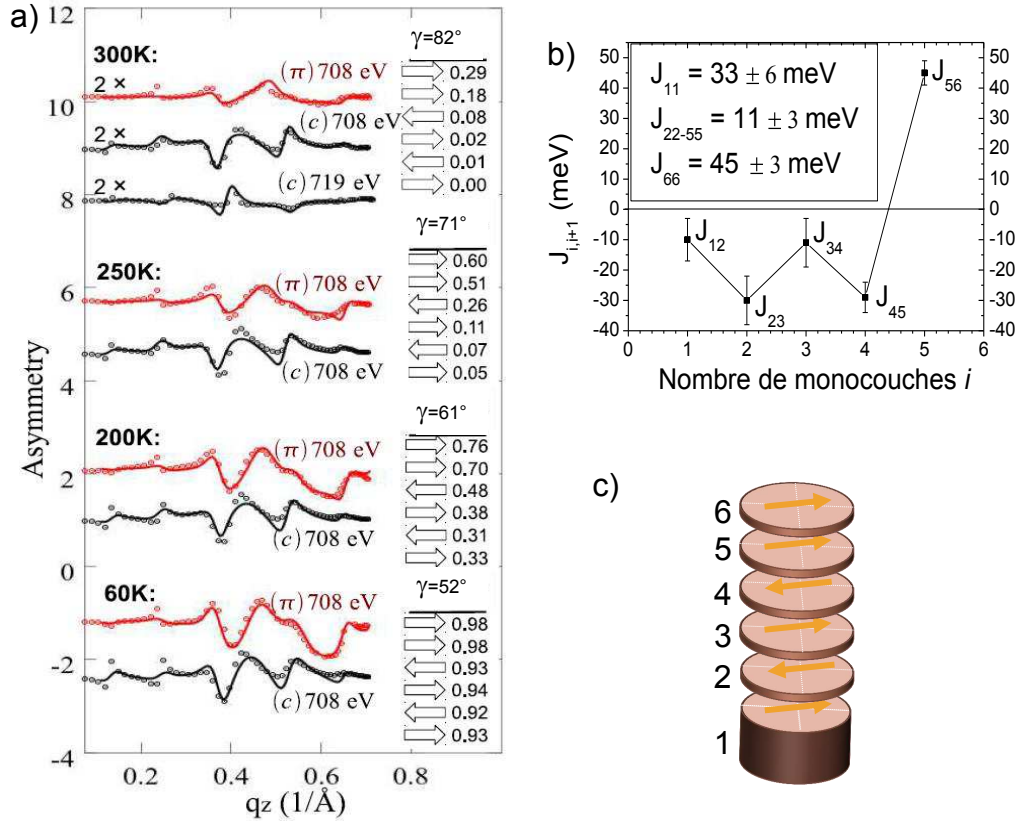 a)
12
10
8
6
4
2
0
-2
-4
Asymmetry
0.2
0.4
0.6
0.8
qz (1/Å)
300K:
2 ×
(π) 708 eV
2 ×
(c) 708 eV
2 ×
(c) 719 eV
γ=82°
0.29
0.18
0.08
0.02
0.01
0.00
250K:
(π) 708 eV
(c) 708 eV
γ=71°
0.60
0.51
0.26
0.11
0.07
0.05
200K:
(π) 708 eV
(c) 708 eV
γ=61°
0.76
0.70
0.48
0.38
0.31
0.33
60K:
(π) 708 eV
(c) 708 eV
γ=52°
0.98
0.98
0.93
0.94
0.92
0.93
b)
J11 = 33 ± 6 meV
J22-55 = 11 ± 3 meV
J66 = 45 ± 3 meV
Ji,i+1 (meV)
50
40
30
20
10
0
0
-10
-20
-30
-40
50
40
30
20
10
0
0
-10
-20
-30
-40
J12
J23
J34
J45
J56
0 1 2 3 4 5 6
Nombre de monocouches i
c)
6
5
4
3
2
1